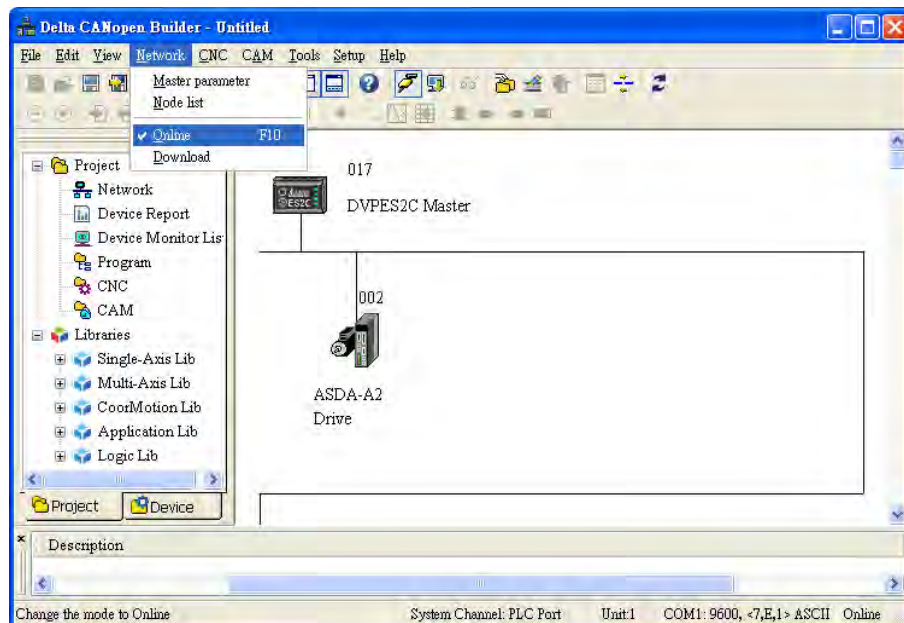 Delta CANopen Builder - Untitled
File Edit View Network CNC CAM Tools Setup Help
Master parameter
Node list
Online F10
Download
Project
Network
Device Report
Device Monitor Lis
Program
CNC
CAM
Libraries
Single-Axis Lib
Multi-Axis Lib
CoorMotion Lib
Application Lib
Logic Lib
Project Device
017
ES2C
DVPES2C Master
002
ASDA-A2
Drive
Description
Change the mode to Online System Channel: PLC Port Unit:1 COM1: 9600, <7,E,1> ASCII Online